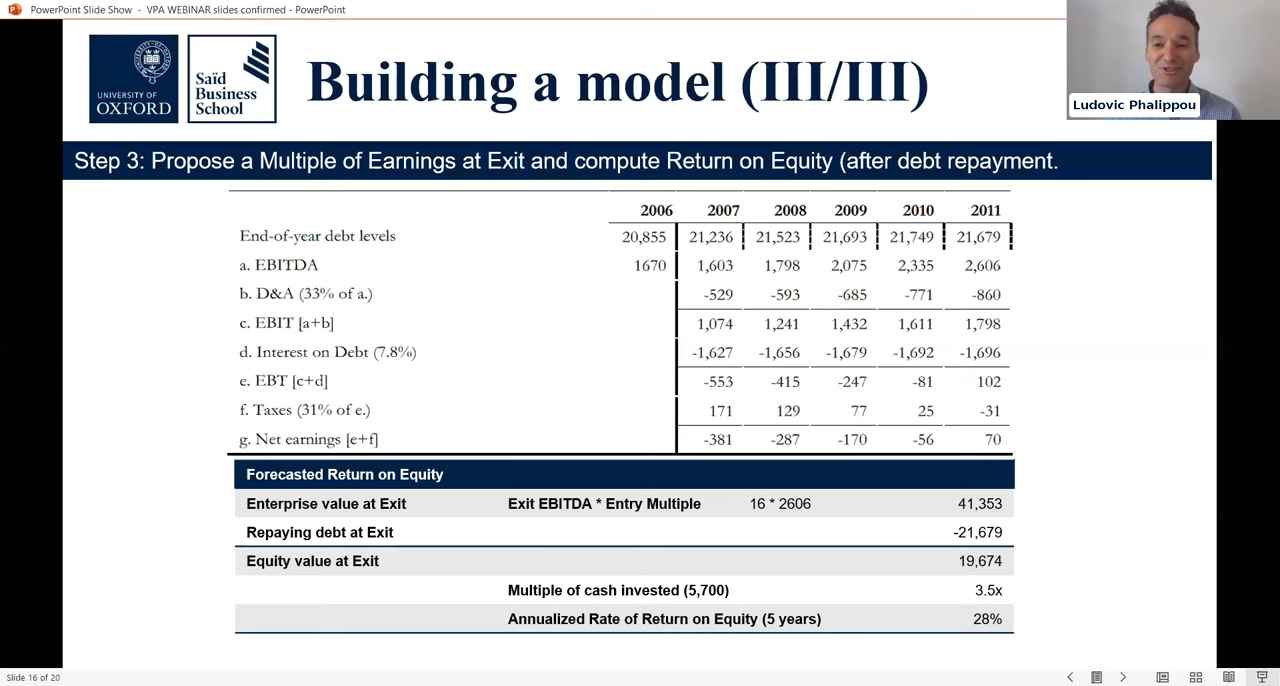 PowerPoint Slide Show - VPA WEBINAR slides confirmed - PowerPoint
UNIVERSITY OF
OXFORD
Saïd
Business
School
Building a model (III/III)
Ludovic Phalippou
Step 3: Propose a Multiple of Earnings at Exit and compute Return on Equity (after debt repayment.
2006 2007 2008 2009 2010 2011
End-of-year debt levels 20,855 21,236 21,523 21,693 21,749 21,679
a. EBITDA 1670 1,603 1,798 2,075 2,335 2,606
b. D&A (33% of a.) -529 -593 -685 -771 -860
c. EBIT [a+b] 1,074 1,241 1,432 1,611 1,798
d. Interest on Debt (7.8%) -1,627 -1,656 -1,679 -1,692 -1,696
e. EBT [c+d] -553 -415 -247 -81 102
f. Taxes (31% of e.) 171 129 77 25 -31
g. Net earnings [e+f] -381 -287 -170 -56 70
Forecasted Return on Equity
Enterprise value at Exit Exit EBITDA * Entry Multiple 16 * 2606 41,353
Repaying debt at Exit -21,679
Equity value at Exit 19,674
Multiple of cash invested (5,700) 3.5x
Annualized Rate of Return on Equity (5 years) 28%
Slide 16 of 20